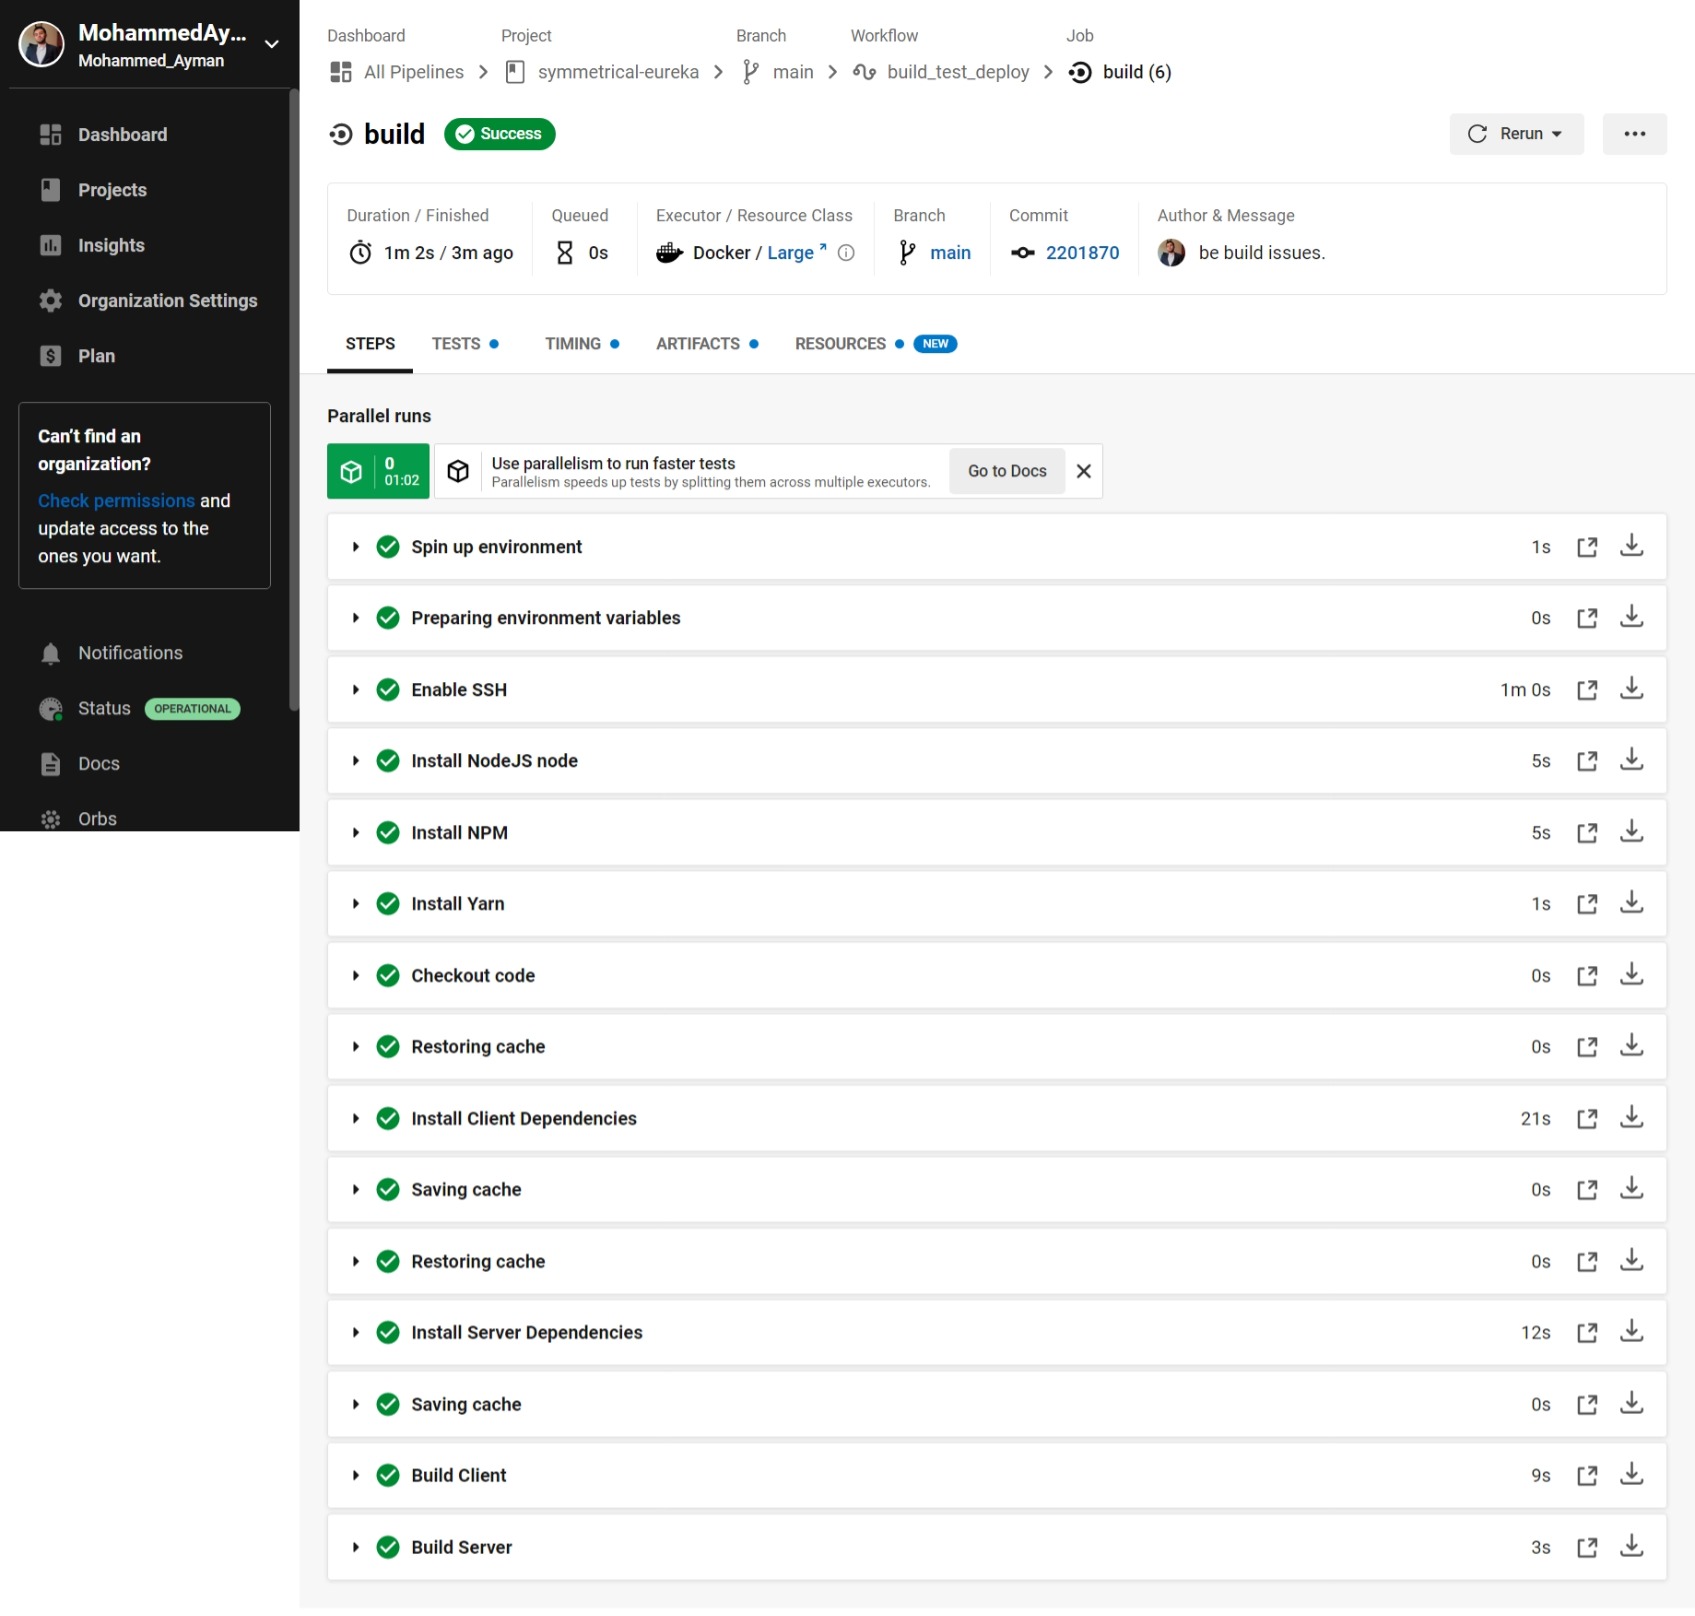 MohammedAy...
Mohammed_Ayman
Dashboard
Projects
Insights
Organization Settings
Plan
Can't find an
organization?
Check permissions and
update access to the
ones you want.
Notifications
Status OPERATIONAL
Docs
Orbs
Dashboard Project Branch Workflow Job
All Pipelines symmetrical-eureka main build_test_deploy build (6)
build Success Rerun
Duration / Finished Queued Executor / Resource Class Branch Commit Author & Message
1m 2s / 3m ago 0s Docker / Large main 2201870 be build issues.
STEPS TESTS TIMING ARTIFACTS RESOURCES NEW
Parallel runs
0
01:02
Use parallelism to run faster tests
Parallelism speeds up tests by splitting them across multiple executors.
Go to Docs
Spin up environment 1s
Preparing environment variables 0s
Enable SSH 1m 0s
Install NodeJS node 5s
Install NPM 5s
Install Yarn 1s
Checkout code 0s
Restoring cache 0s
Install Client Dependencies 21s
Saving cache 0s
Restoring cache 0s
Install Server Dependencies 12s
Saving cache 0s
Build Client 9s
Build Server 3s